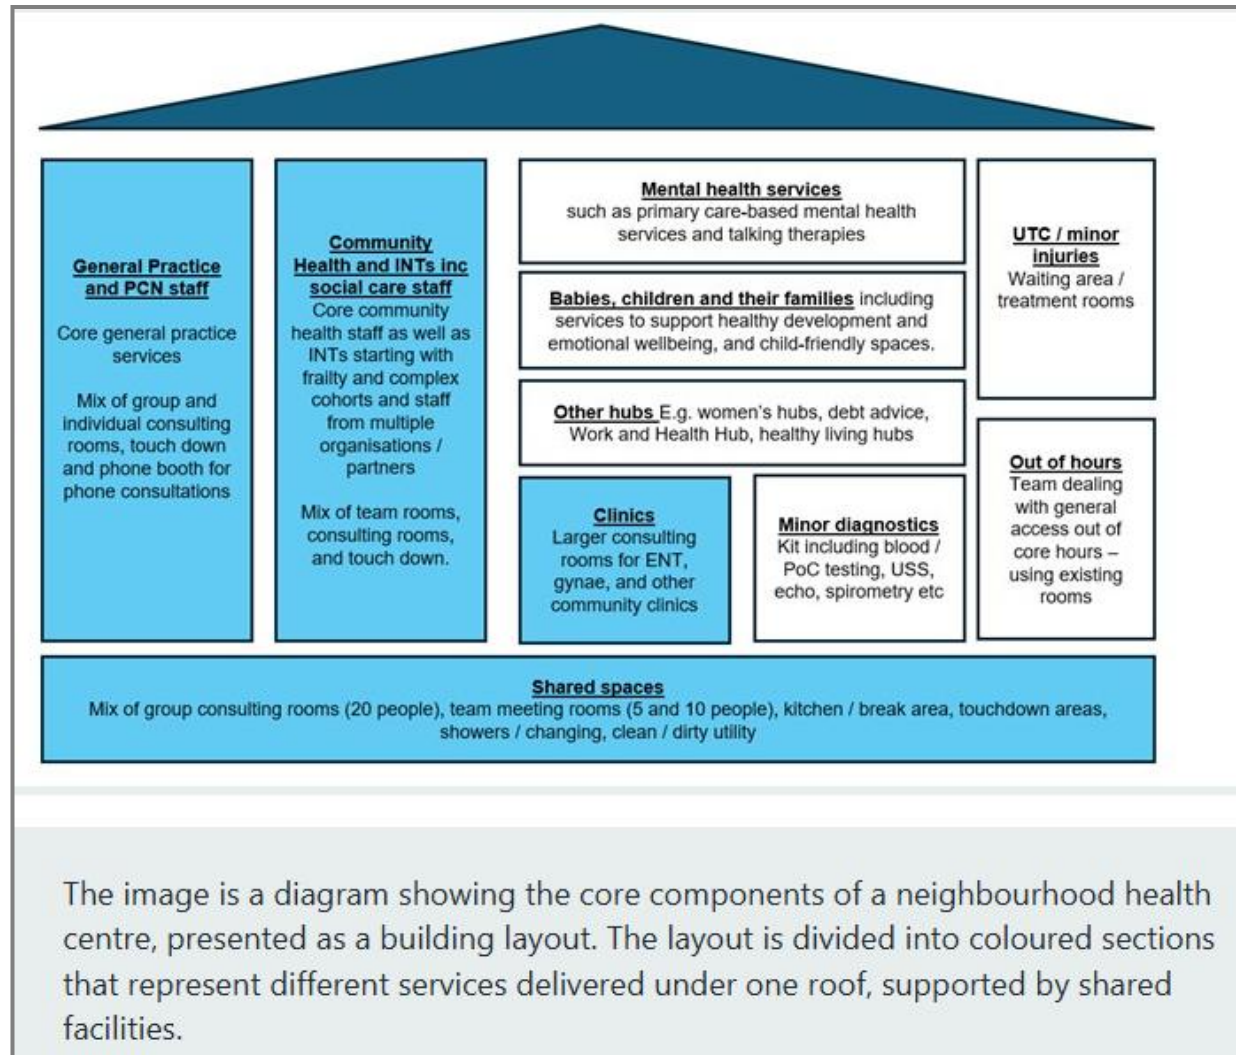 General Practice
and PCN staff
Core general practice
services
Mix of group and
individual consulting
rooms, touch down
and phone booth for
phone consultations
Community
Health and INTs inc
social care staff
Core community
health staff as well as
INTs starting with
frailty and complex
cohorts and staff
from multiple
organisations /
partners
Mix of team rooms,
consulting rooms,
and touch down.
Mental health services
such as primary care-based mental health
services and talking therapies
Babies, children and their families including
services to support healthy development and
emotional wellbeing, and child-friendly spaces.
Other hubs E.g. women's hubs, debt advice,
Work and Health Hub, healthy living hubs
Clinics
Larger consulting
rooms for ENT,
gynae, and other
community clinics
Minor diagnostics
Kit including blood /
PoC testing, USS,
echo, spirometry etc
UTC / minor
injuries
Waiting area /
treatment rooms
Out of hours
Team dealing
with general
access out of
core hours –
using existing
rooms
Shared spaces
Mix of group consulting rooms (20 people), team meeting rooms (5 and 10 people), kitchen / break area, touchdown areas,
showers / changing, clean / dirty utility
The image is a diagram showing the core components of a neighbourhood health
centre, presented as a building layout. The layout is divided into coloured sections
that represent different services delivered under one roof, supported by shared
facilities.